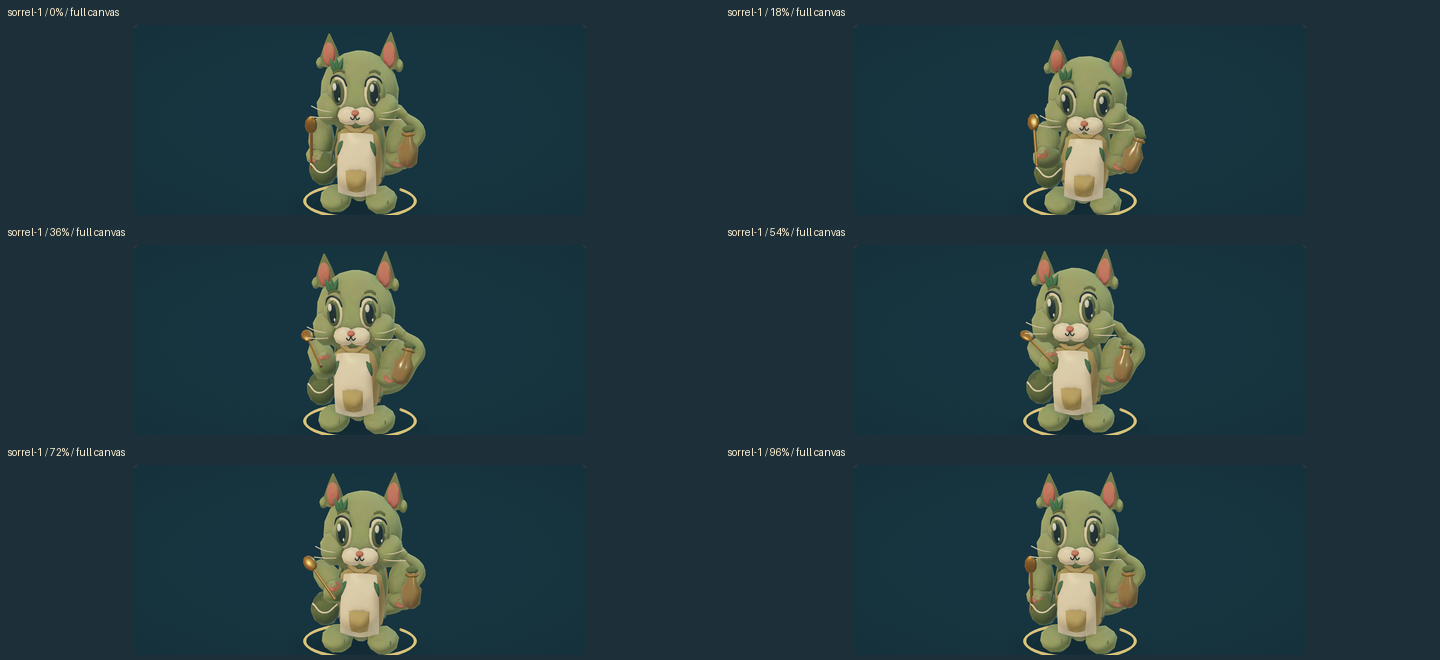 sorrel-1 / 0% / full canvas
sorrel-1 / 18% / full canvas
sorrel-1 / 36% / full canvas
sorrel-1 / 54% / full canvas
sorrel-1 / 72% / full canvas
sorrel-1 / 96% / full canvas